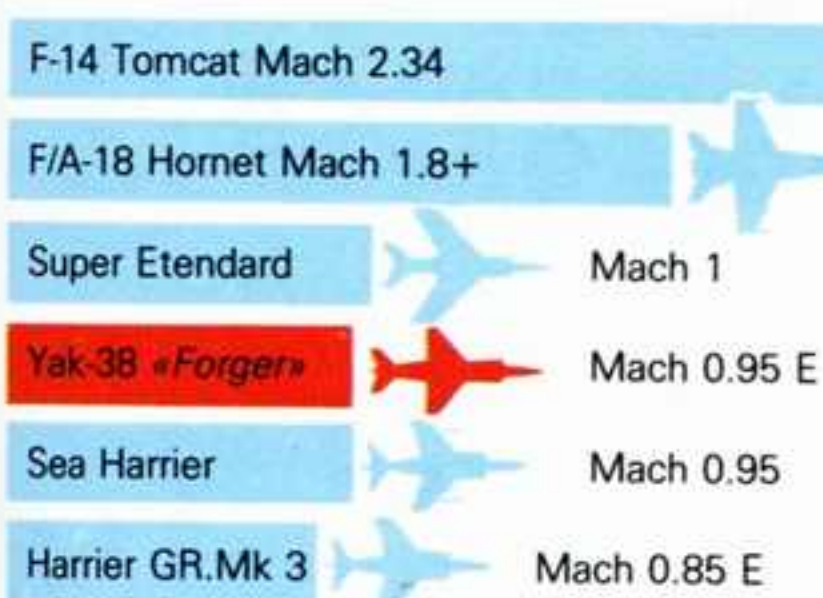 F-14 Tomcat Mach 2.34
F/A-18 Hornet Mach 1.8+
Super Etendard Mach 1
Yak-38 «Forger» Mach 0.95 E
Sea Harrier Mach 0.95
Harrier GR.Mk 3 Mach 0.85 E